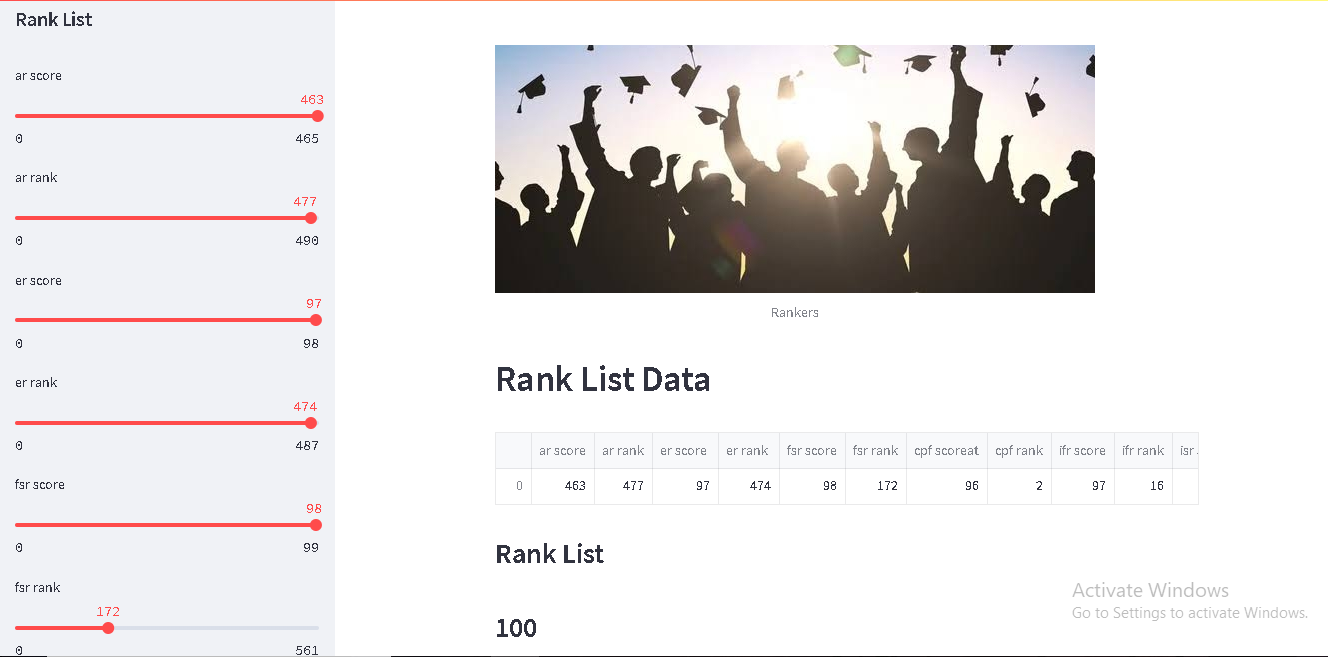 Rank List
ar score
463
0 465
ar rank
477
0 490
er score
97
0 98
er rank
474
0 487
fsr score
98
0 99
fsr rank
172
0 561
Rankers
Rank List Data
ar score ar rank er score er rank fsr score fsr rank cpf scoreat cpf rank ifr score ifr rank isr
0 463 477 97 474 98 172 96 2 97 16
Rank List
100
Activate Windows
Go to Settings to activate Windows.